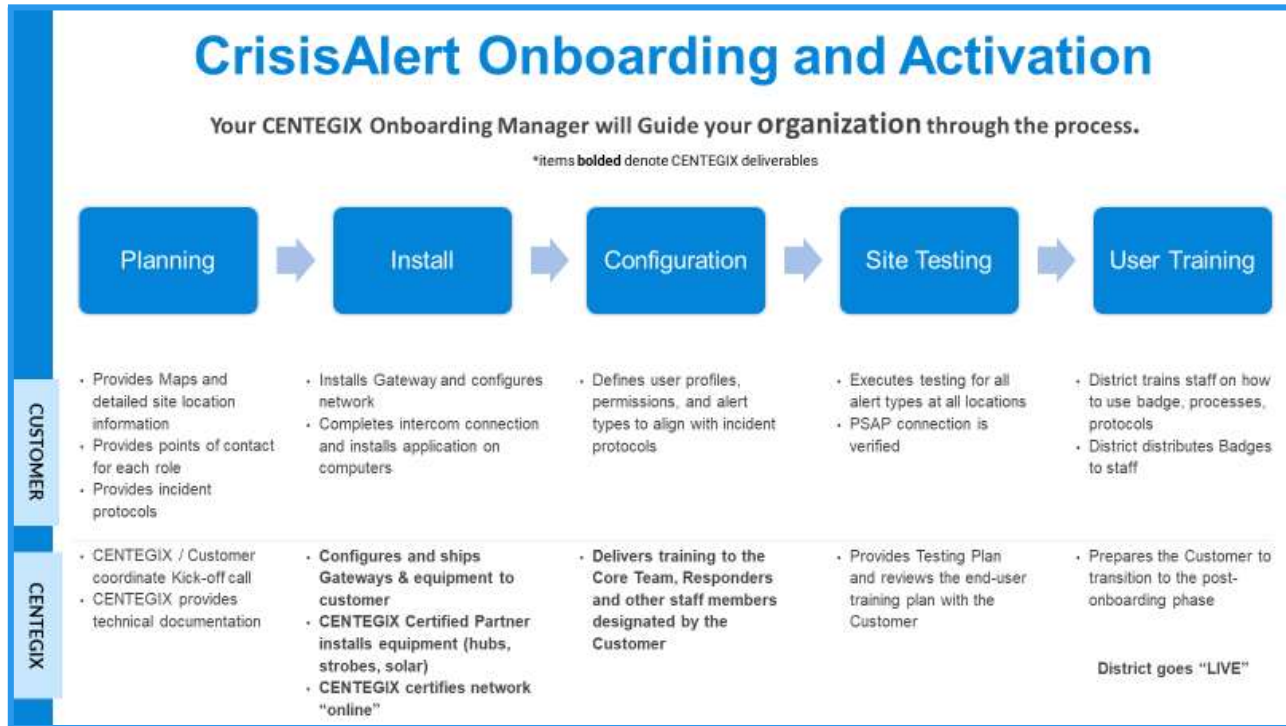 CrisisAlert Onboarding and Activation
Your CENTEGIX Onboarding Manager will Guide your organization through the process.
*items bolded denote CENTEGIX deliverables
Planning
Install
Configuration
Site Testing
User Training
CUSTOMER
• Provides Maps and
detailed site location
information
• Provides points of contact
for each role
• Provides incident
protocols
• Installs Gateway and configures
network
• Completes intercom connection
and installs application on
computers
• Defines user profiles,
permissions, and alert
types to align with incident
protocols
• Executes testing for all
alert types at all locations
• PSAP connection is
verified
• District trains staff on how
to use badge, processes,
protocols
• District distributes Badges
to staff
CENTEGIX
• CENTEGIX / Customer
coordinate Kick-off call
• CENTEGIX provides
technical documentation
• Configures and ships
Gateways & equipment to
customer
• CENTEGIX Certified Partner
installs equipment (hubs,
strobes, solar)
• CENTEGIX certifies network
"online"
• Delivers training to the
Core Team, Responders
and other staff members
designated by the
Customer
• Provides Testing Plan
and reviews the end-user
training plan with the
Customer
• Prepares the Customer to
transition to the post-
onboarding phase
District goes "LIVE"